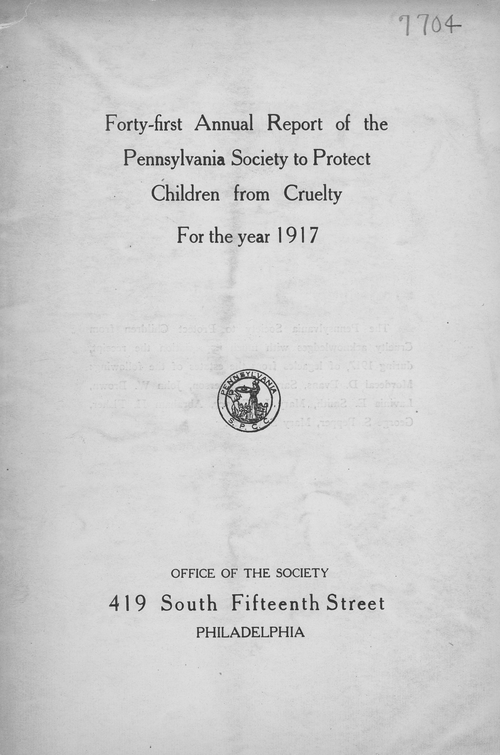 7704
Forty-first Annual Report of the
Pennsylvania Society to Protect
Children from Cruelty
For the year 1917
PENNSYLVANIA
S. P. C. C.
OFFICE OF THE SOCIETY
419 South Fifteenth Street
PHILADELPHIA